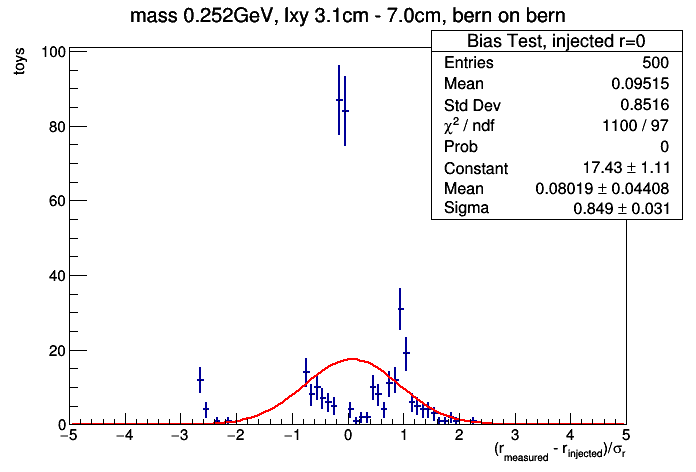 mass 0.252GeV, lxy 3.1cm - 7.0cm, bern on bern
Bias Test, injected r=0
Entries 500
Mean 0.09515
Std Dev 0.8516
χ² / ndf 1100 / 97
Prob 0
Constant 17.43 ± 1.11
Mean 0.08019 ± 0.04408
Sigma 0.849 ± 0.031
toys
100
80
60
40
20
0
−5 −4 −3 −2 −1 0 1 2 3 4 5
(r_measured - r_injected)/σ_r